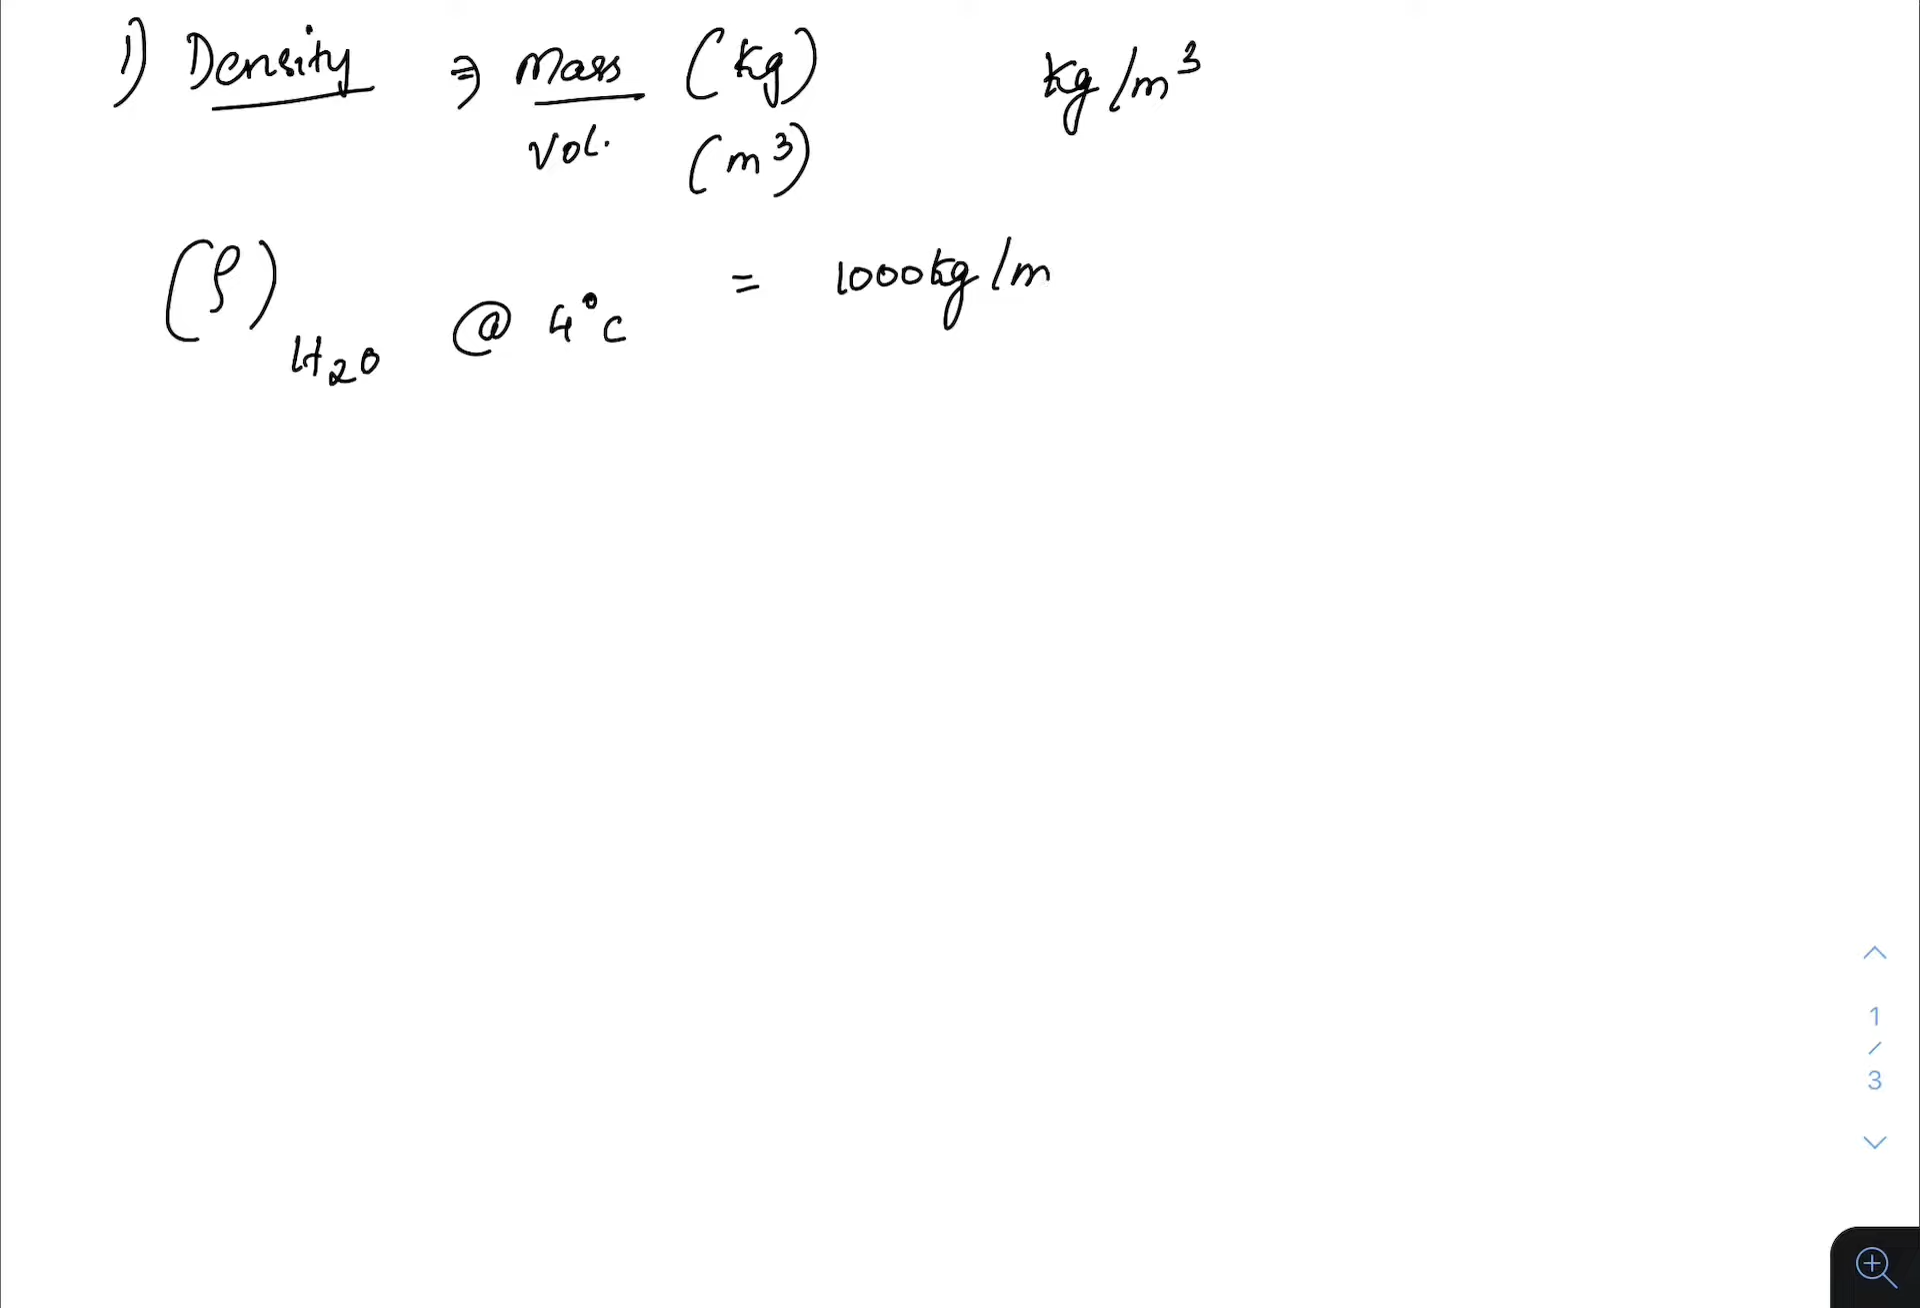 1) Density ⇒ Mass (kg) kg/m³
Vol. (m³)
(ρ) H₂O @ 4°c = 1000kg/m
1
/
3